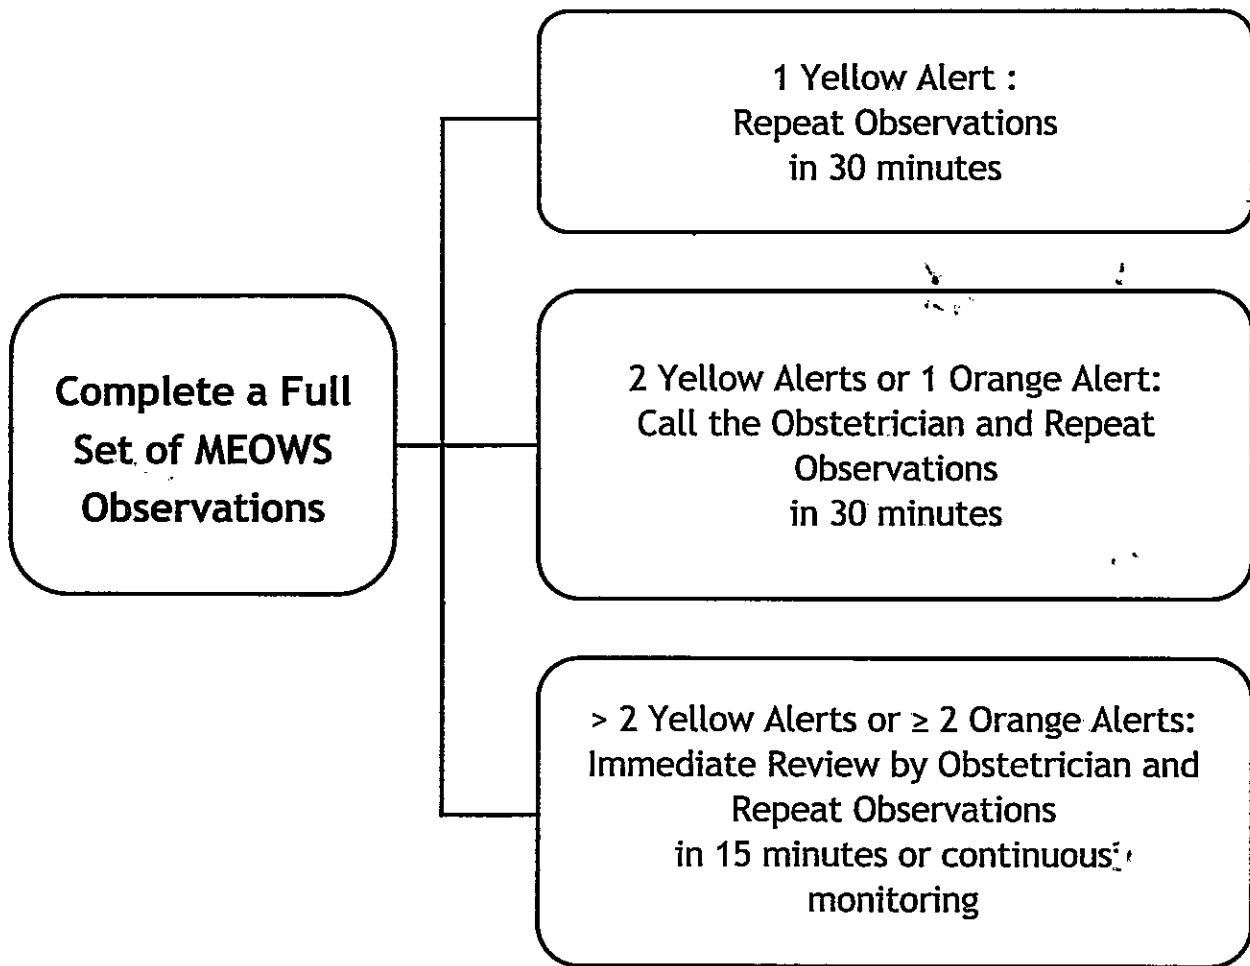 1 Yellow Alert :
Repeat Observations
in 30 minutes
Complete a Full
Set of MEOWS
Observations
2 Yellow Alerts or 1 Orange Alert:
Call the Obstetrician and Repeat
Observations
in 30 minutes
> 2 Yellow Alerts or ≥ 2 Orange Alerts:
Immediate Review by Obstetrician and
Repeat Observations
in 15 minutes or continuous
monitoring